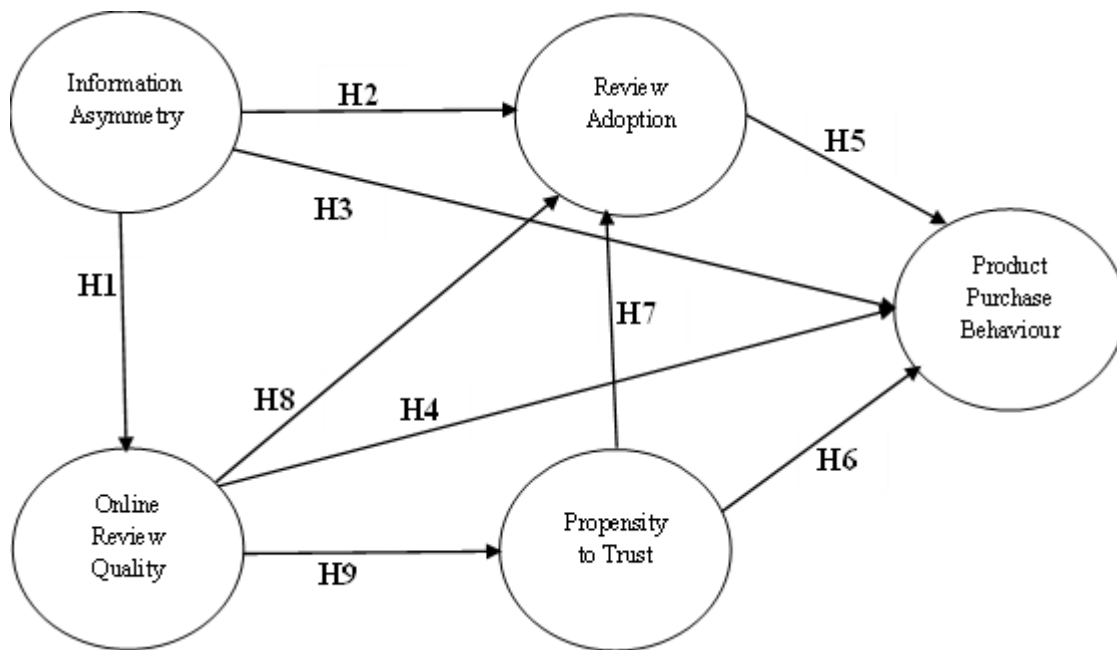 Information
Asymmetry
H2
Review
Adoption
H5
H3
H1
Product
Purchase
Behaviour
H7
H8
H4
H6
Online
Review
Quality
H9
Propensity
to Trust